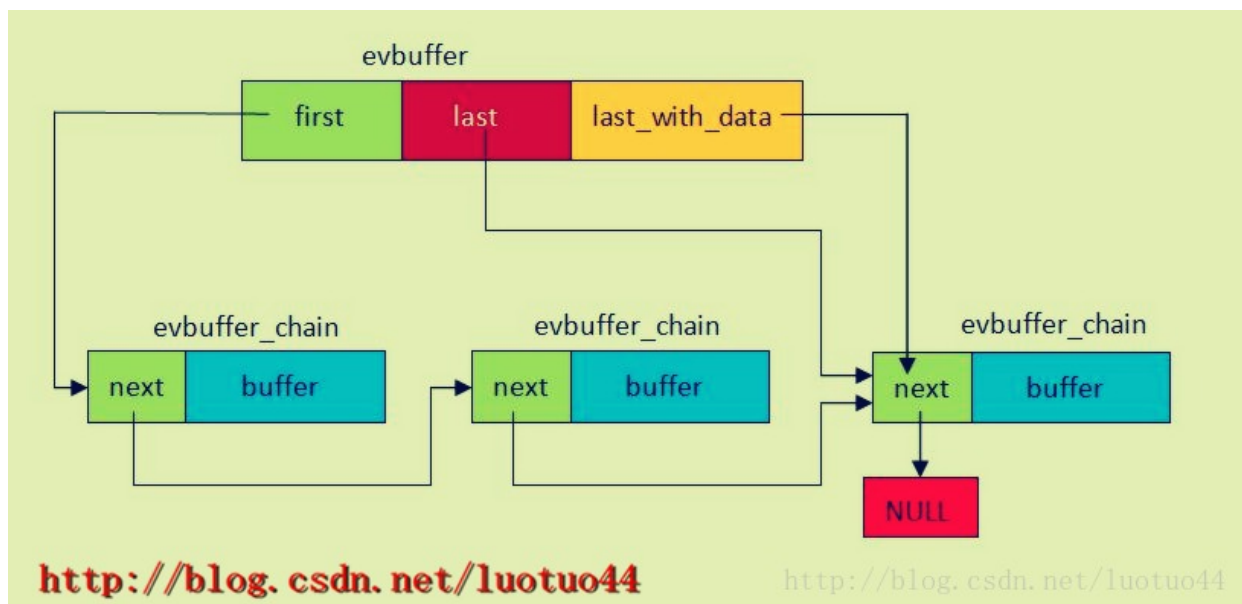 evbuffer
first last last_with_data
evbuffer_chain evbuffer_chain evbuffer_chain
next buffer next buffer next buffer
NULL
http://blog.csdn.net/luotuo44 http://blog.csdn.net/luotuo44